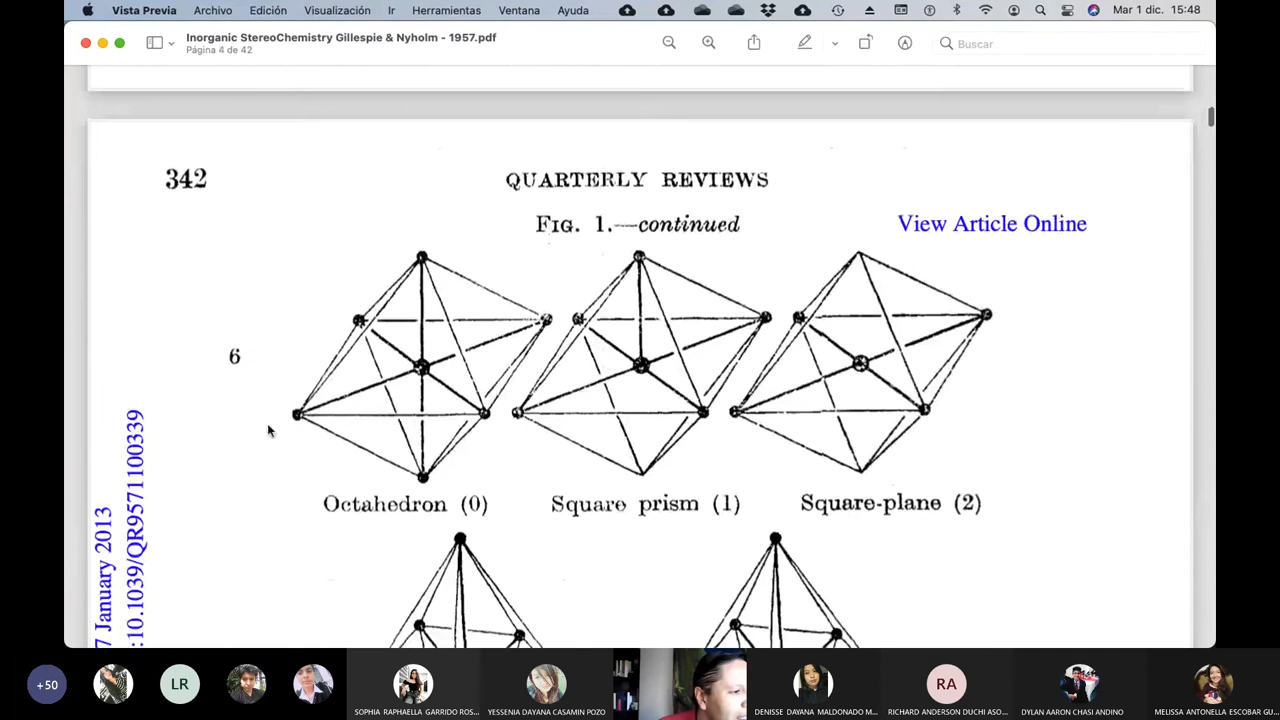 Vista Previa Archivo Edición Visualización Ir Herramientas Ventana Ayuda Mar 1 dic. 15:48
Inorganic StereoChemistry Gillespie & Nyholm - 1957.pdf
Página 4 de 42
Buscar
342
QUARTERLY REVIEWS
FIG. 1.—continued
View Article Online
6
Octahedron (0) Square prism (1) Square-plane (2)
7 January 2013
:10.1039/QR9571100339
+50
LR
SOPHIA RAPHAELLA GARRIDO ROS...
YESSENIA DAYANA CASAMIN POZO
DENISSE DAYANA MALDONADO M...
RA
RICHARD ANDERSON DUCHI ASO...
DYLAN AARON CHASI ANDINO
MELISSA ANTONELLA ESCOBAR GU...